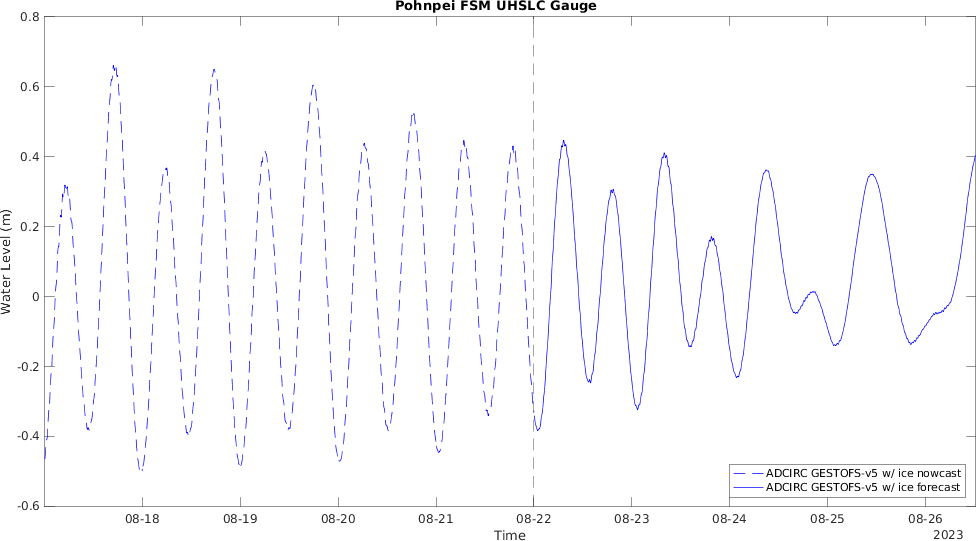 Pohnpei FSM UHSLC Gauge
0.8
0.6
0.4
0.2
0
-0.2
-0.4
-0.6
Water Level (m)
ADCIRC GESTOFS-v5 w/ ice nowcast
ADCIRC GESTOFS-v5 w/ ice forecast
08-18 08-19 08-20 08-21 08-22 08-23 08-24 08-25 08-26
Time
2023